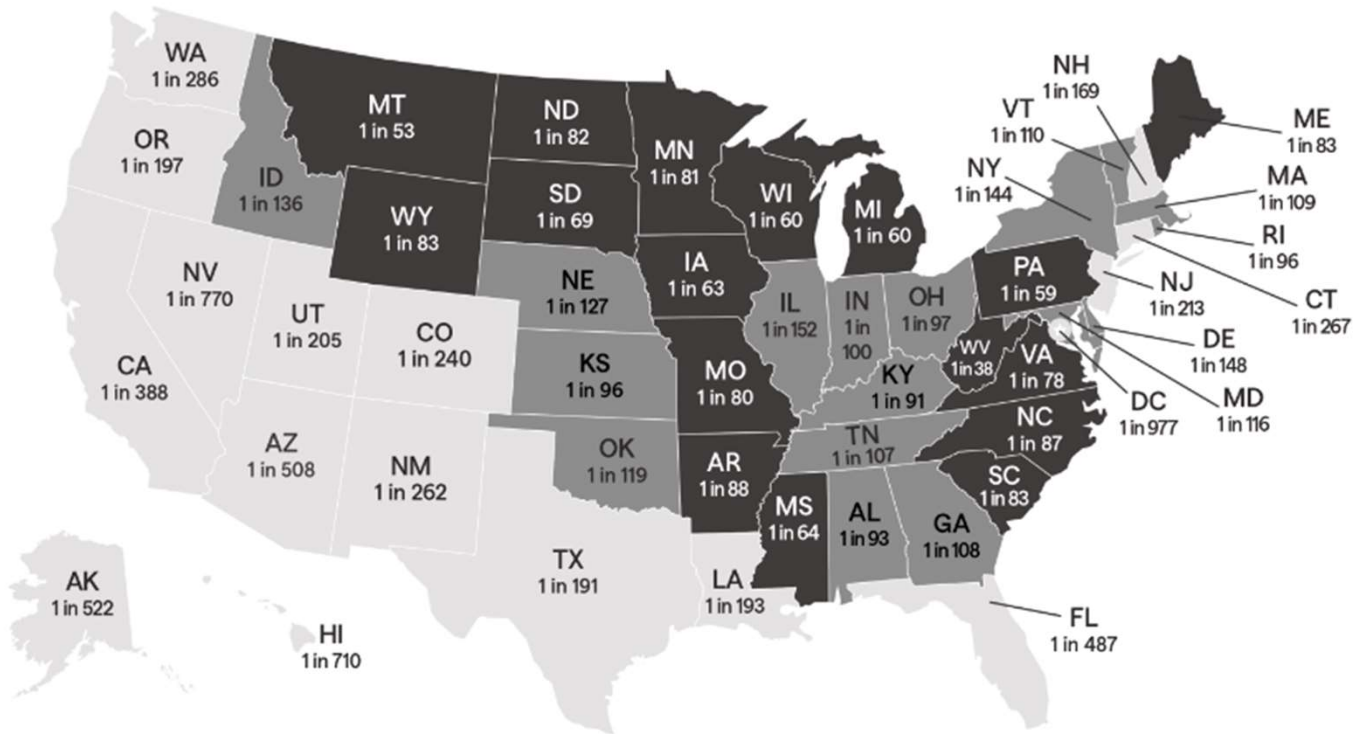 WA
1 in 286
OR
1 in 197
CA
1 in 388
NV
1 in 770
ID
1 in 136
MT
1 in 53
WY
1 in 83
UT
1 in 205
CO
1 in 240
AZ
1 in 508
NM
1 in 262
ND
1 in 82
SD
1 in 69
NE
1 in 127
KS
1 in 96
OK
1 in 119
TX
1 in 191
MN
1 in 81
IA
1 in 63
MO
1 in 80
AR
1 in 88
LA
1 in 193
WI
1 in 60
MI
1 in 60
IL
1 in 152
IN
1 in
100
OH
1 in 97
KY
1 in 91
TN
1 in 107
MS
1 in 64
AL
1 in 93
GA
1 in 108
FL
1 in 487
SC
1 in 83
NC
1 in 87
VA
1 in 78
WV
1 in 38
PA
1 in 59
NY
1 in 144
VT
1 in 110
NH
1 in 169
ME
1 in 83
MA
1 in 109
RI
1 in 96
CT
1 in 267
NJ
1 in 213
DE
1 in 148
MD
1 in 116
DC
1 in 977
AK
1 in 522
HI
1 in 710